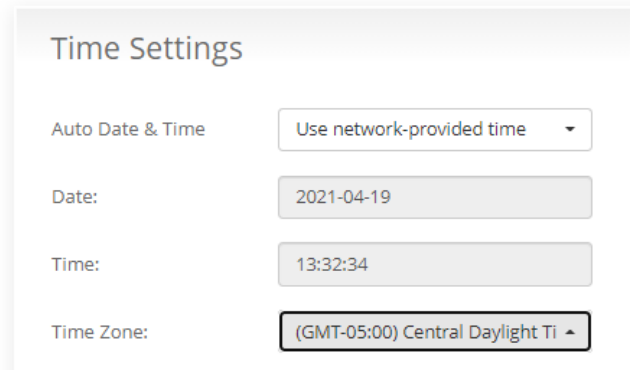 Time Settings
Auto Date & Time Use network-provided time
Date: 2021-04-19
Time: 13:32:34
Time Zone: (GMT-05:00) Central Daylight Ti